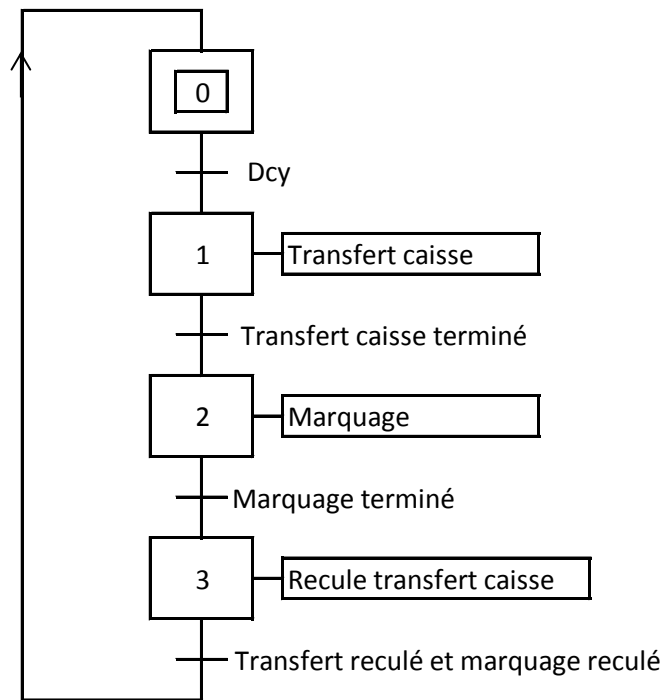 0
Dcy
1
Transfert caisse
Transfert caisse terminé
2
Marquage
Marquage terminé
3
Recule transfert caisse
Transfert reculé et marquage reculé